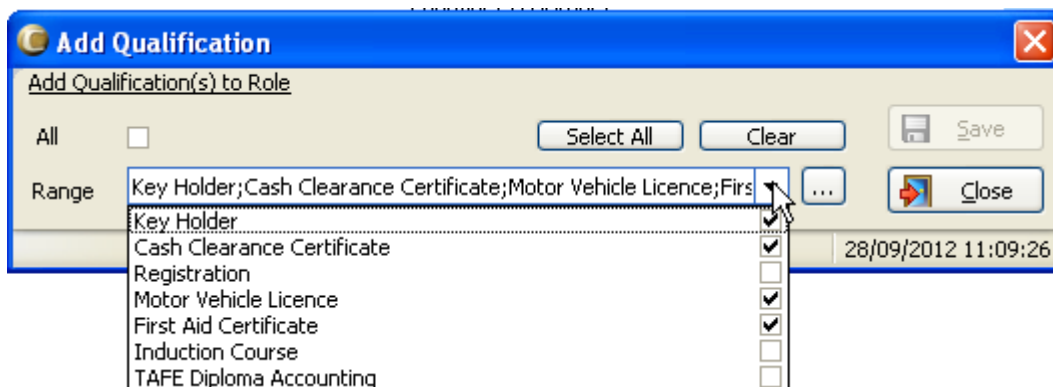 Add Qualification
Add Qualification(s) to Role
All
Select All
Clear
Save
Range
Key Holder;Cash Clearance Certificate;Motor Vehicle Licence;Firs
...
Close
Key Holder
Cash Clearance Certificate
28/09/2012 11:09:26
Registration
Motor Vehicle Licence
First Aid Certificate
Induction Course
TAFE Diploma Accounting